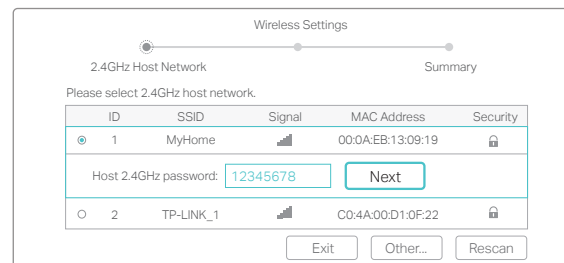 Wireless Settings
2.4GHz Host Network Summary
Please select 2.4GHz host network.
ID SSID Signal MAC Address Security
1 MyHome 00:0A:EB:13:09:19
Host 2.4GHz password: 12345678 Next
2 TP-LINK_1 C0:4A:00:D1:0F:22
Exit Other... Rescan